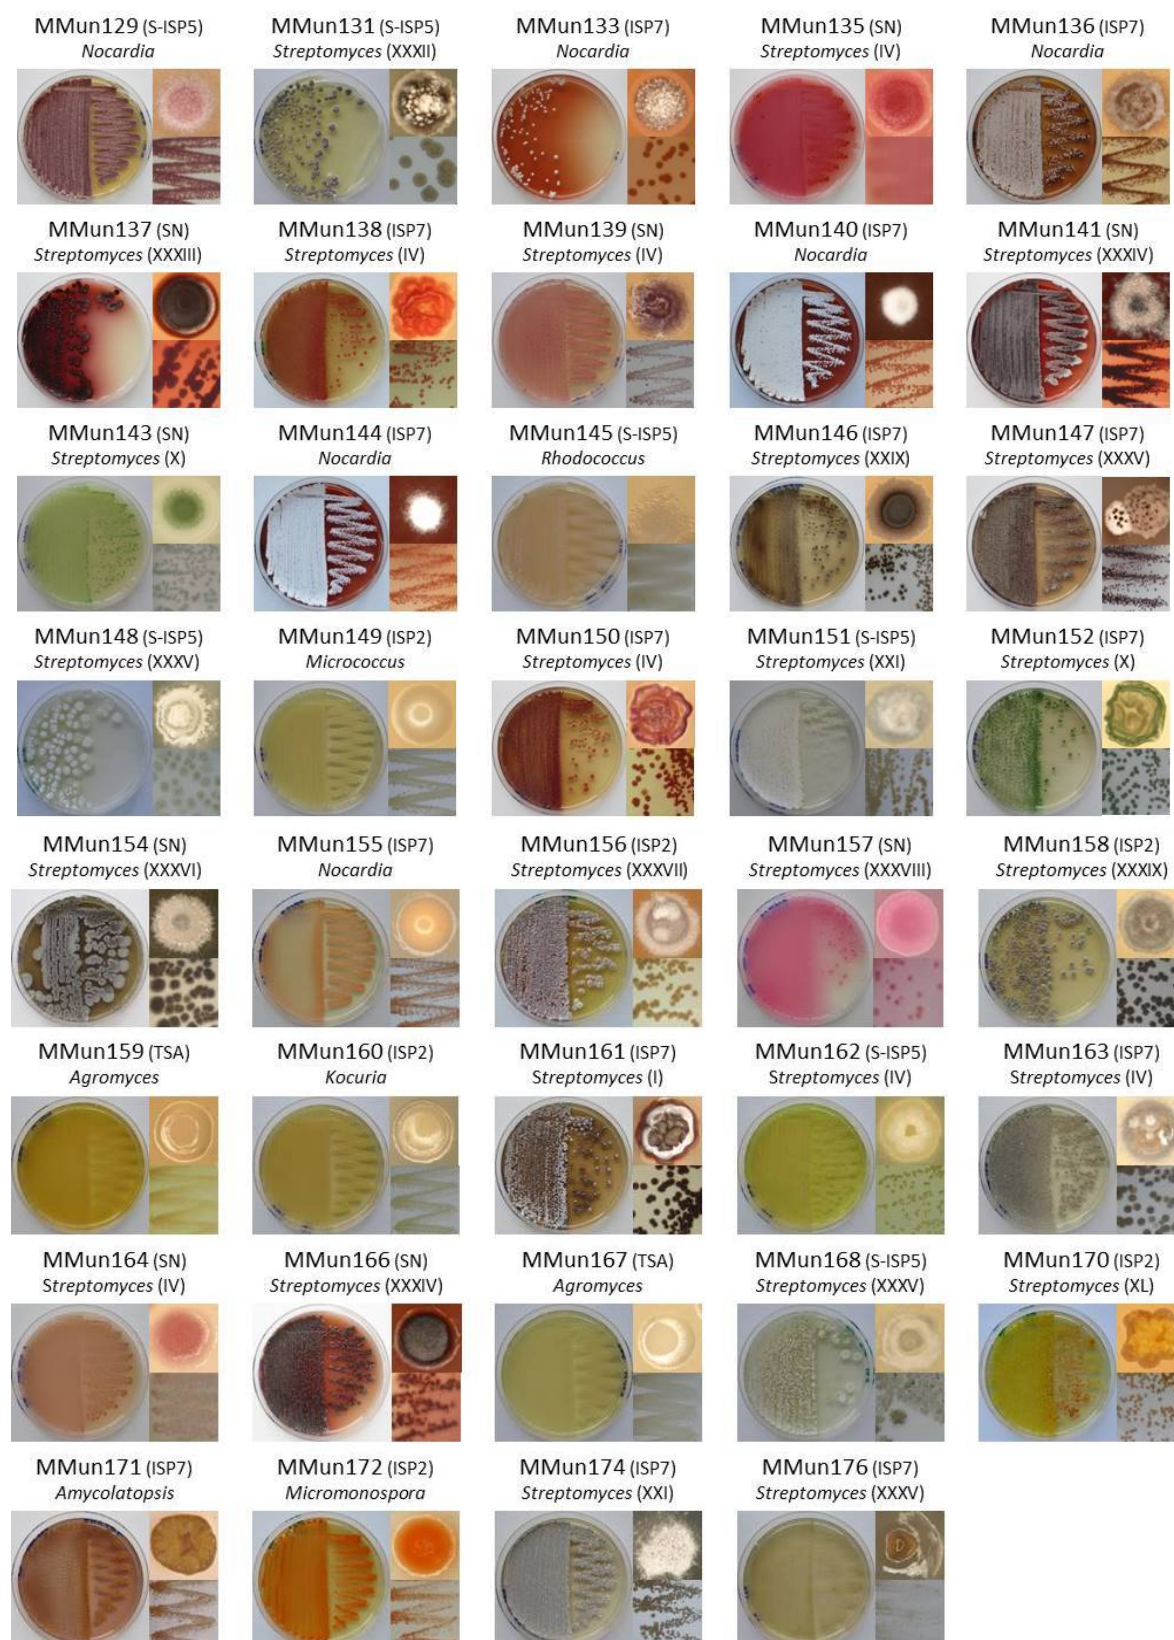 MMun129 (S-ISP5)
Nocardia
MMun131 (S-ISP5)
Streptomyces (XXXII)
MMun133 (ISP7)
Nocardia
MMun135 (SN)
Streptomyces (IV)
MMun136 (ISP7)
Nocardia
MMun137 (SN)
Streptomyces (XXXIII)
MMun138 (ISP7)
Streptomyces (IV)
MMun139 (SN)
Streptomyces (IV)
MMun140 (ISP7)
Nocardia
MMun141 (SN)
Streptomyces (XXXIV)
MMun143 (SN)
Streptomyces (X)
MMun144 (ISP7)
Nocardia
MMun145 (S-ISP5)
Rhodococcus
MMun146 (ISP7)
Streptomyces (XXIX)
MMun147 (ISP7)
Streptomyces (XXXV)
MMun148 (S-ISP5)
Streptomyces (XXXV)
MMun149 (ISP2)
Micrococcus
MMun150 (ISP7)
Streptomyces (IV)
MMun151 (S-ISP5)
Streptomyces (XXI)
MMun152 (ISP7)
Streptomyces (X)
MMun154 (SN)
Streptomyces (XXXVI)
MMun155 (ISP7)
Nocardia
MMun156 (ISP2)
Streptomyces (XXXVII)
MMun157 (SN)
Streptomyces (XXXVIII)
MMun158 (ISP2)
Streptomyces (XXXIX)
MMun159 (TSA)
Agromyces
MMun160 (ISP2)
Kocuria
MMun161 (ISP7)
Streptomyces (I)
MMun162 (S-ISP5)
Streptomyces (IV)
MMun163 (ISP7)
Streptomyces (IV)
MMun164 (SN)
Streptomyces (IV)
MMun166 (SN)
Streptomyces (XXXIV)
MMun167 (TSA)
Agromyces
MMun168 (S-ISP5)
Streptomyces (XXXV)
MMun170 (ISP2)
Streptomyces (XL)
MMun171 (ISP7)
Amycolatopsis
MMun172 (ISP2)
Micromonospora
MMun174 (ISP7)
Streptomyces (XXI)
MMun176 (ISP7)
Streptomyces (XXXV)